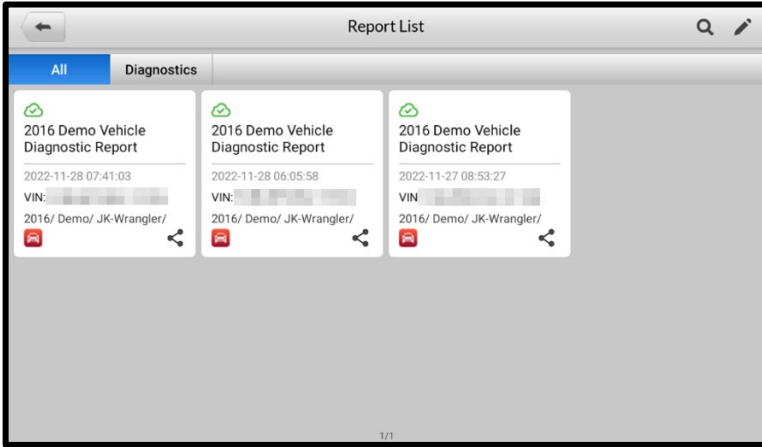 Report List
All
Diagnostics
2016 Demo Vehicle
Diagnostic Report
2022-11-28 07:41:03
VIN:
2016/ Demo/ JK-Wrangler/
2016 Demo Vehicle
Diagnostic Report
2022-11-28 06:05:58
VIN:
2016/ Demo/ JK-Wrangler/
2016 Demo Vehicle
Diagnostic Report
2022-11-27 08:53:27
VIN
2016/ Demo/ JK-Wrangler/
1/1